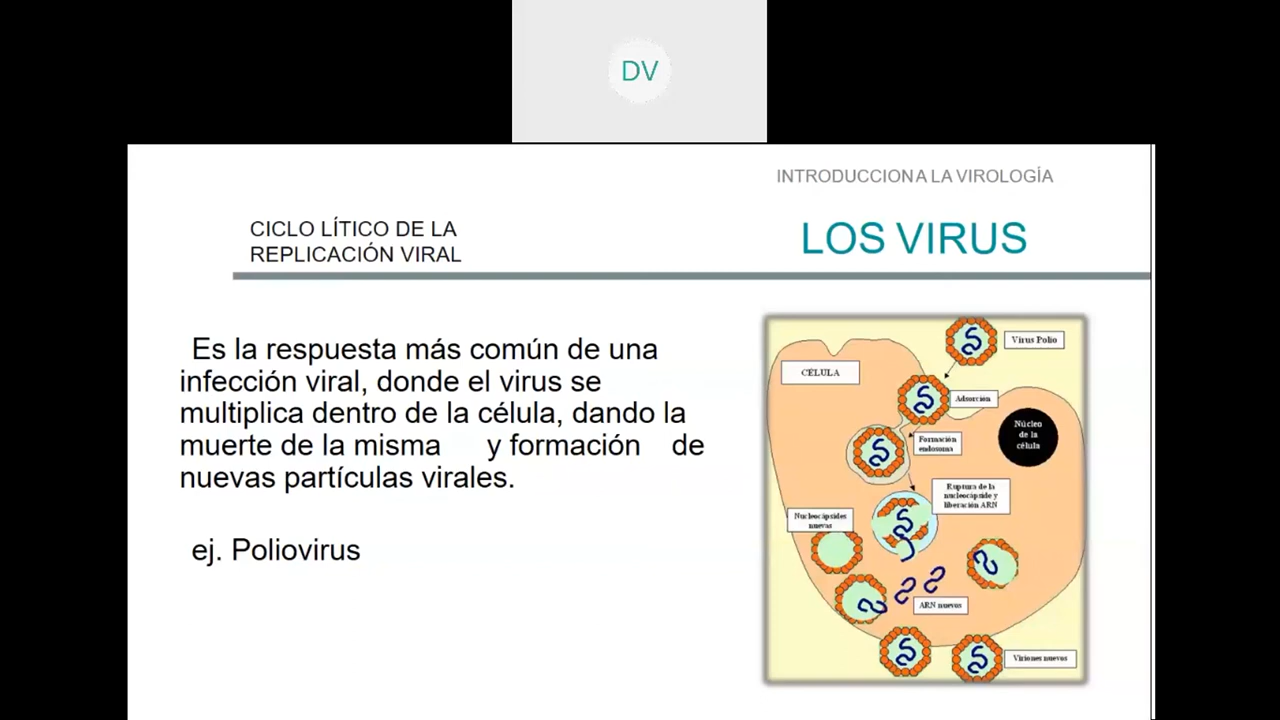 DV
INTRODUCCION A LA VIROLOGÍA
CICLO LÍTICO DE LA
REPLICACIÓN VIRAL
LOS VIRUS
Es la respuesta más común de una
infección viral, donde el virus se
multiplica dentro de la célula, dando la
muerte de la misma y formación de
nuevas partículas virales.
ej. Poliovirus
Virus Polio
CÉLULA
Adsorción
Núcleo
de la
célula
Formación
endosoma
Ruptura de la
nucleocápside y
liberación ARN
Nucleocápsides
nuevas
ARN nuevos
Viriones nuevos